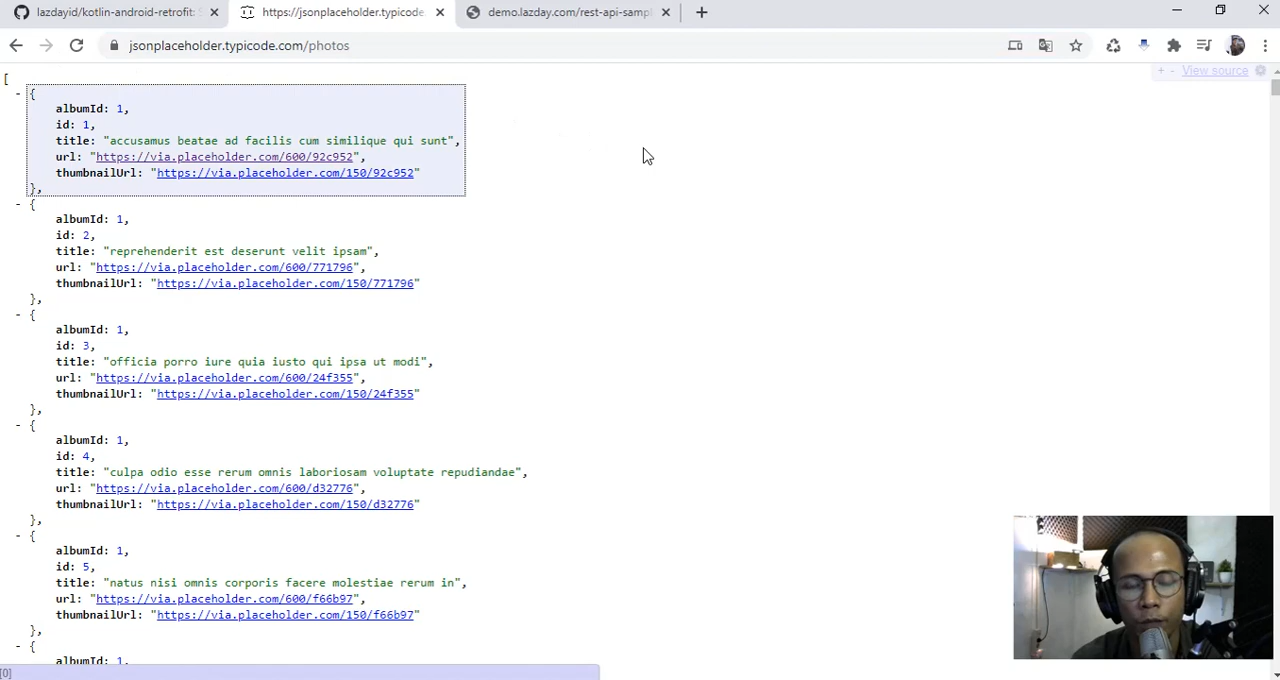 lazdayid/kotlin-android-retrofit: S
https://jsonplaceholder.typicode.
demo.lazday.com/rest-api-sampl
jsonplaceholder.typicode.com/photos
+ - View source
[
- {
albumId: 1,
id: 1,
title: "accusamus beatae ad facilis cum similique qui sunt",
url: "https://via.placeholder.com/600/92c952",
thumbnailUrl: "https://via.placeholder.com/150/92c952"
},
- {
albumId: 1,
id: 2,
title: "reprehenderit est deserunt velit ipsam",
url: "https://via.placeholder.com/600/771796",
thumbnailUrl: "https://via.placeholder.com/150/771796"
},
- {
albumId: 1,
id: 3,
title: "officia porro iure quia iusto qui ipsa ut modi",
url: "https://via.placeholder.com/600/24f355",
thumbnailUrl: "https://via.placeholder.com/150/24f355"
},
- {
albumId: 1,
id: 4,
title: "culpa odio esse rerum omnis laboriosam voluptate repudiandae",
url: "https://via.placeholder.com/600/d32776",
thumbnailUrl: "https://via.placeholder.com/150/d32776"
},
- {
albumId: 1,
id: 5,
title: "natus nisi omnis corporis facere molestiae rerum in",
url: "https://via.placeholder.com/600/f66b97",
thumbnailUrl: "https://via.placeholder.com/150/f66b97"
},
- {
albumId: 1,
[0]